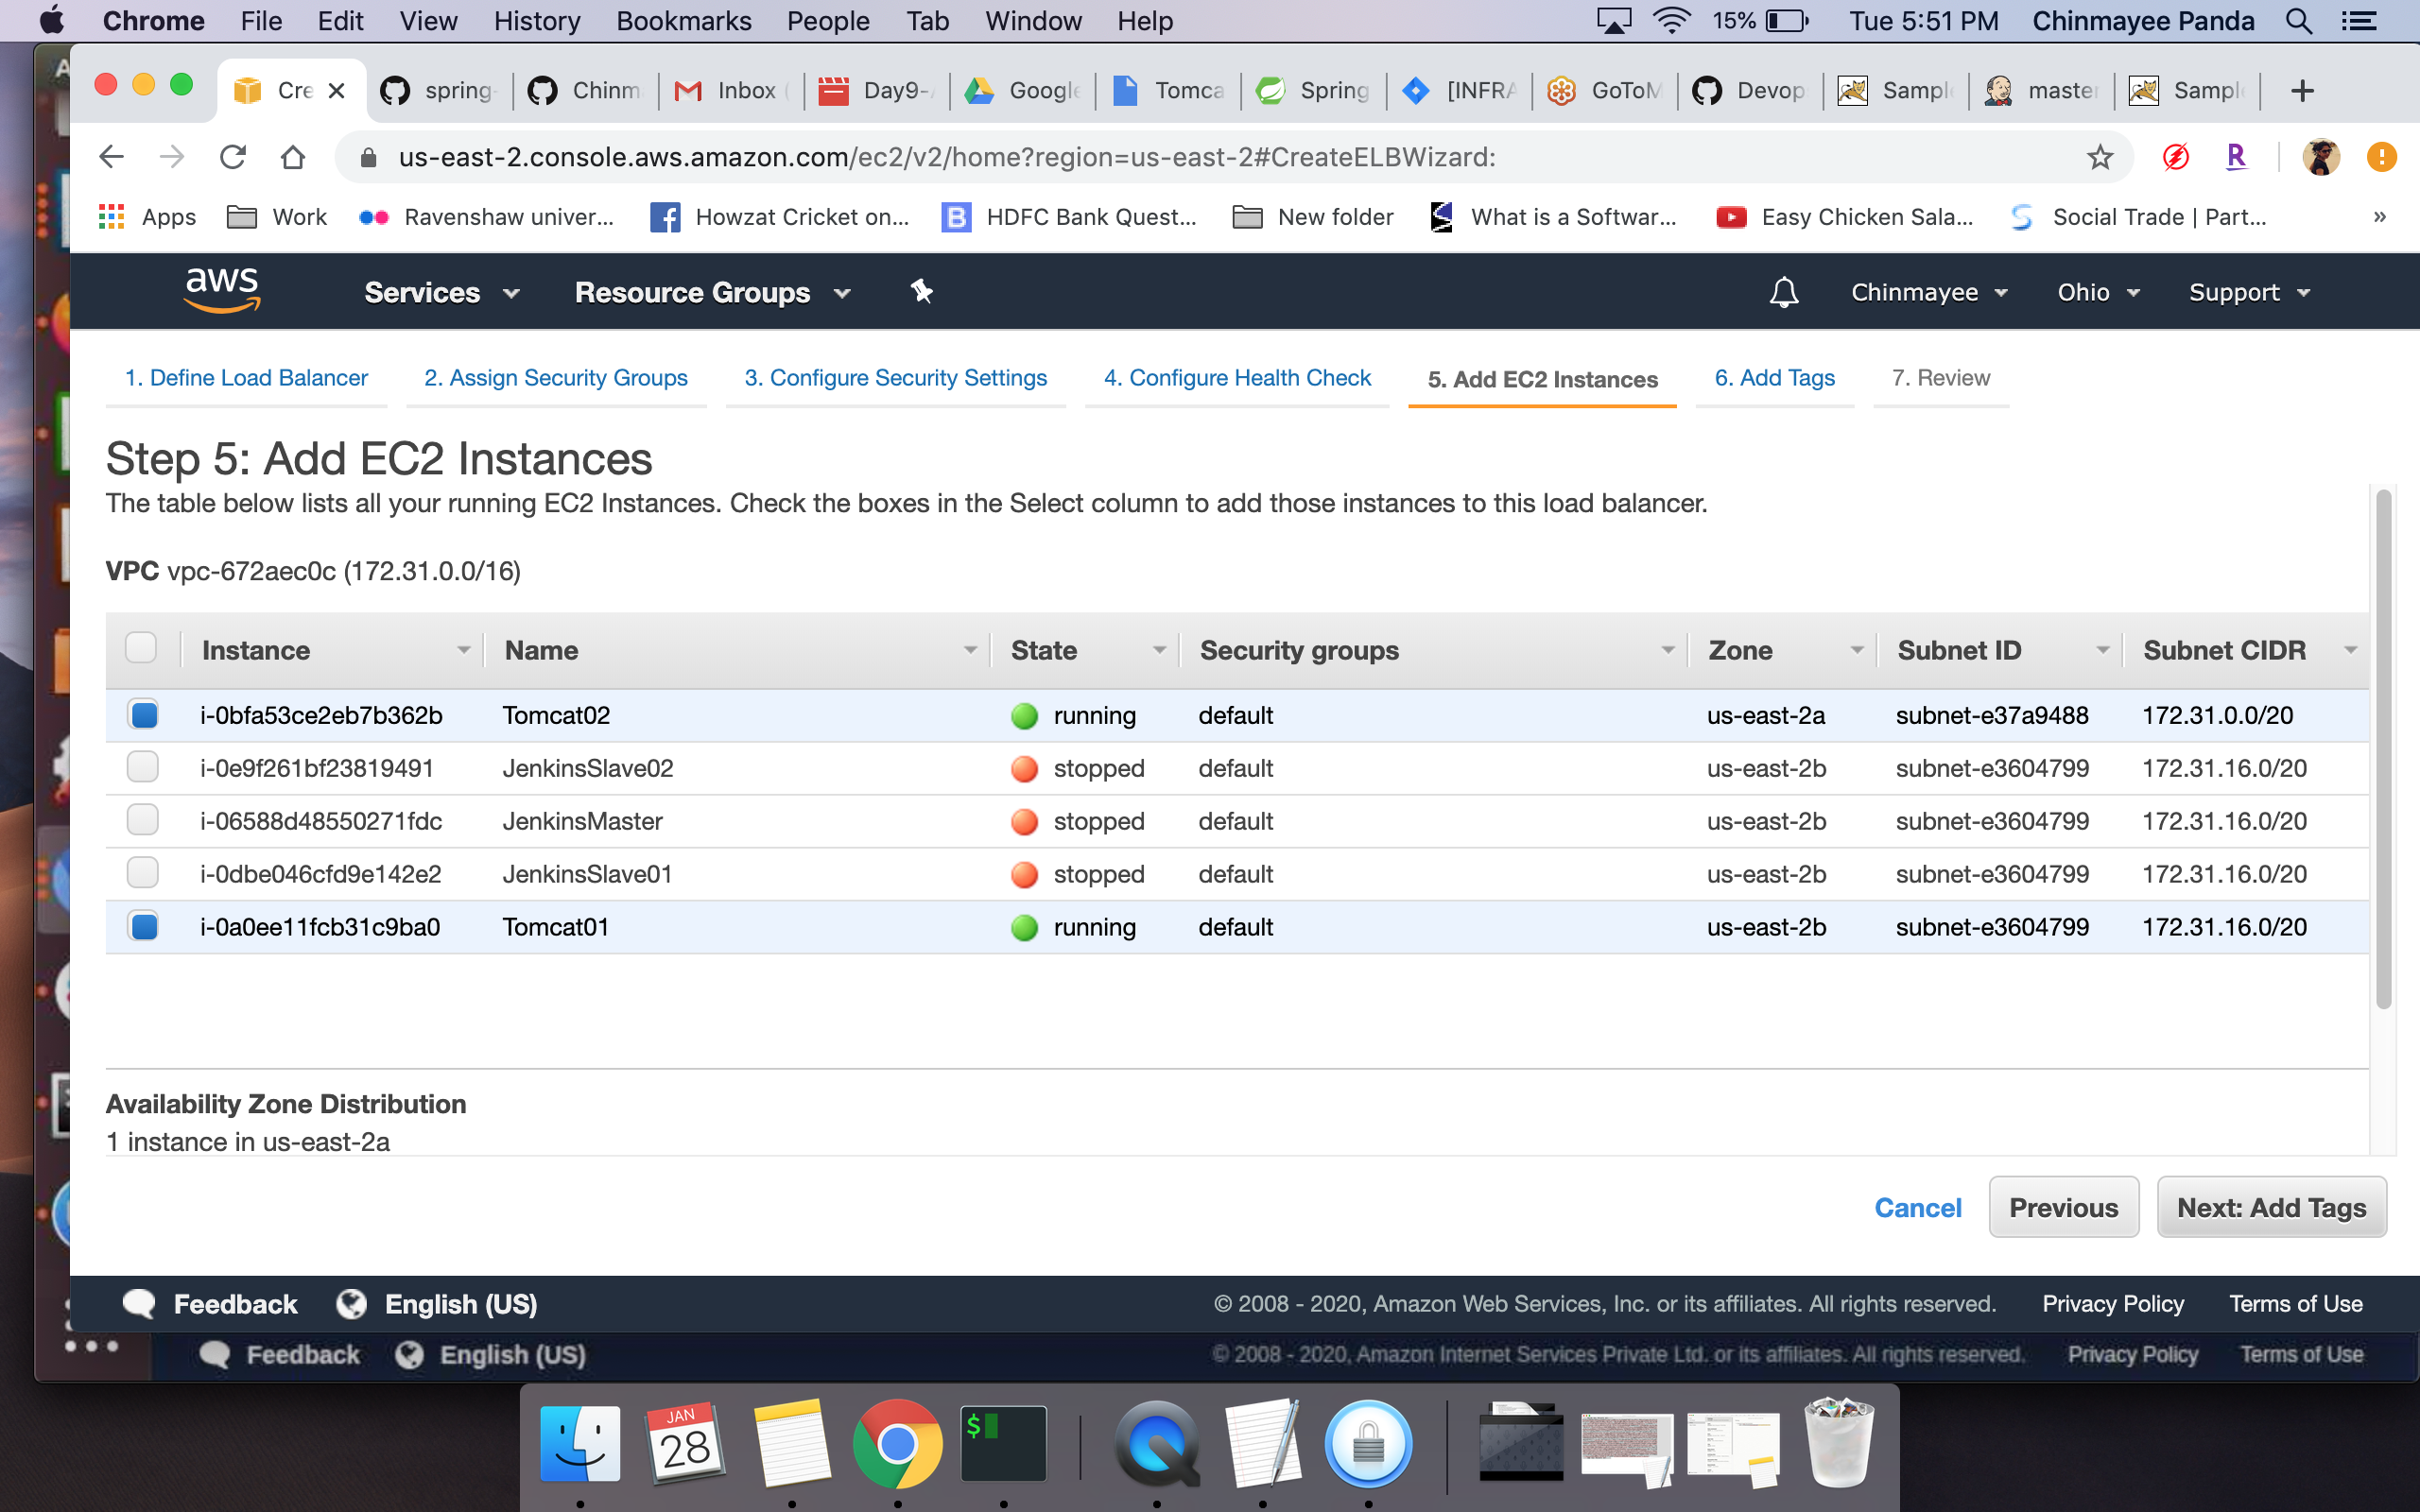 Chrome File Edit View History Bookmarks People Tab Window Help 15% Tue 5:51 PM Chinmayee Panda
Cre spring- Chinm Inbox Day9- Google Tomca Spring [INFRA GoToM Devop Sampl master Sampl
us-east-2.console.aws.amazon.com/ec2/v2/home?region=us-east-2#CreateELBWizard: R
Apps Work Ravenshaw univer... Howzat Cricket on... B HDFC Bank Quest... New folder What is a Softwar... Easy Chicken Sala... Social Trade | Part... »
aws Services Resource Groups Chinmayee Ohio Support
1. Define Load Balancer 2. Assign Security Groups 3. Configure Security Settings 4. Configure Health Check 5. Add EC2 Instances 6. Add Tags 7. Review
Step 5: Add EC2 Instances
The table below lists all your running EC2 Instances. Check the boxes in the Select column to add those instances to this load balancer.
VPC vpc-672aec0c (172.31.0.0/16)
Instance Name State Security groups Zone Subnet ID Subnet CIDR
i-0bfa53ce2eb7b362b Tomcat02 running default us-east-2a subnet-e37a9488 172.31.0.0/20
i-0e9f261bf23819491 JenkinsSlave02 stopped default us-east-2b subnet-e3604799 172.31.16.0/20
i-06588d48550271fdc JenkinsMaster stopped default us-east-2b subnet-e3604799 172.31.16.0/20
i-0dbe046cfd9e142e2 JenkinsSlave01 stopped default us-east-2b subnet-e3604799 172.31.16.0/20
i-0a0ee11fcb31c9ba0 Tomcat01 running default us-east-2b subnet-e3604799 172.31.16.0/20
Availability Zone Distribution
1 instance in us-east-2a
Cancel Previous Next: Add Tags
Feedback English (US) © 2008 - 2020, Amazon Web Services, Inc. or its affiliates. All rights reserved. Privacy Policy Terms of Use
Feedback English (US) © 2008 - 2020, Amazon Internet Services Private Ltd. or its affiliates. All rights reserved. Privacy Policy Terms of Use
JAN
28
$